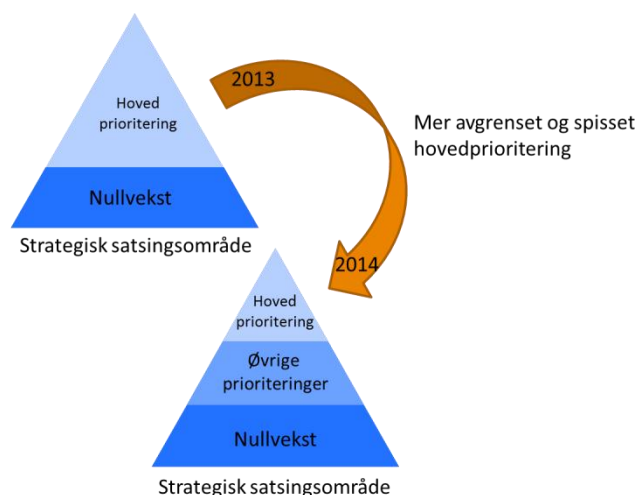 2013
Hoved
prioritering
Mer avgrenset og spisset
hovedprioritering
Nullvekst
Strategisk satsingsområde
2014
Hoved
prioritering
Øvrige
prioriteringer
Nullvekst
Strategisk satsingsområde